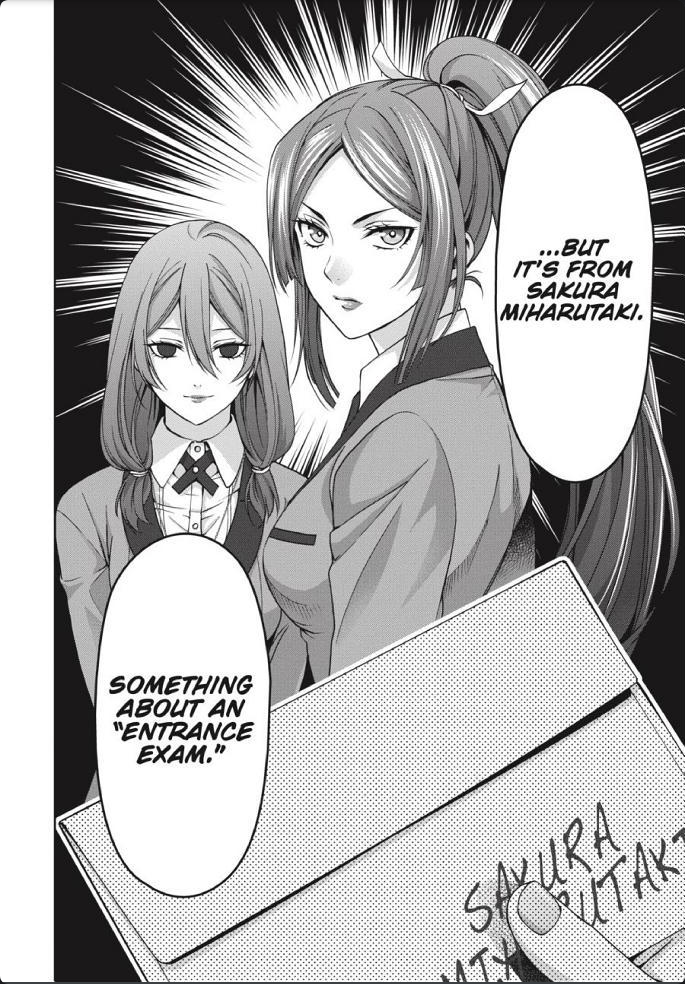 ...BUT
IT'S FROM
SAKURA
MIHARUTAKI.
SOMETHING
ABOUT AN
"ENTRANCE
EXAM."
SAKURA